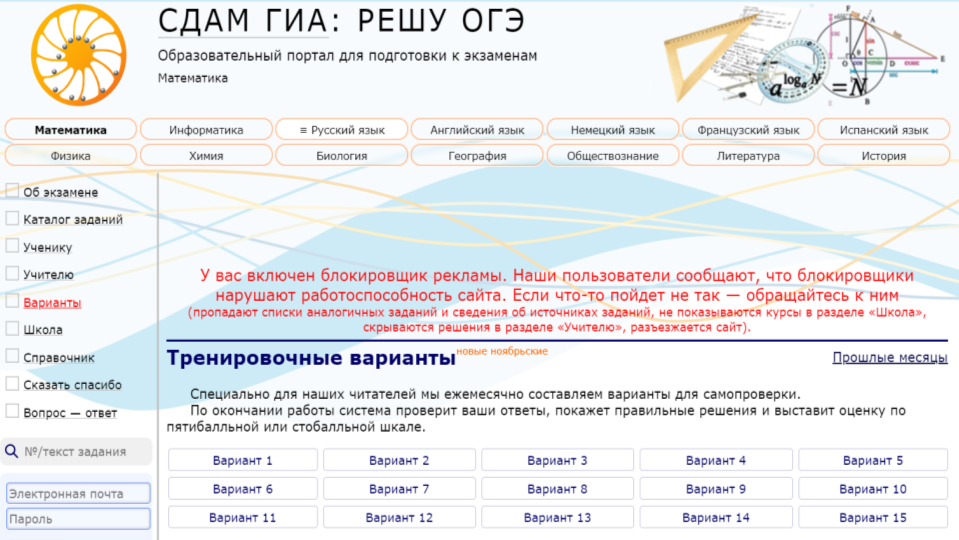 СДАМ ГИА: РЕШУ ОГЭ
Образовательный портал для подготовки к экзаменам
Математика
Математика
Информатика
≡ Русский язык
Английский язык
Немецкий язык
Французский язык
Испанский язык
Физика
Химия
Биология
География
Обществознание
Литература
История
Об экзамене
Каталог заданий
Ученику
Учителю
Варианты
Школа
Справочник
Сказать спасибо
Вопрос — ответ
№/текст задания
Электронная почта
Пароль
У вас включен блокировщик рекламы. Наши пользователи сообщают, что блокировщики
нарушают работоспособность сайта. Если что-то пойдет не так — обращайтесь к ним
(пропадают списки аналогичных заданий и сведения об источниках заданий, не показываются курсы в разделе «Школа»,
скрываются решения в разделе «Учителю», разъезжается сайт).
Тренировочные варианты новые ноябрьские
Прошлые месяцы
Специально для наших читателей мы ежемесячно составляем варианты для самопроверки.
По окончании работы система проверит ваши ответы, покажет правильные решения и выставит оценку по
пятибалльной или стобалльной шкале.
Вариант 1
Вариант 2
Вариант 3
Вариант 4
Вариант 5
Вариант 6
Вариант 7
Вариант 8
Вариант 9
Вариант 10
Вариант 11
Вариант 12
Вариант 13
Вариант 14
Вариант 15